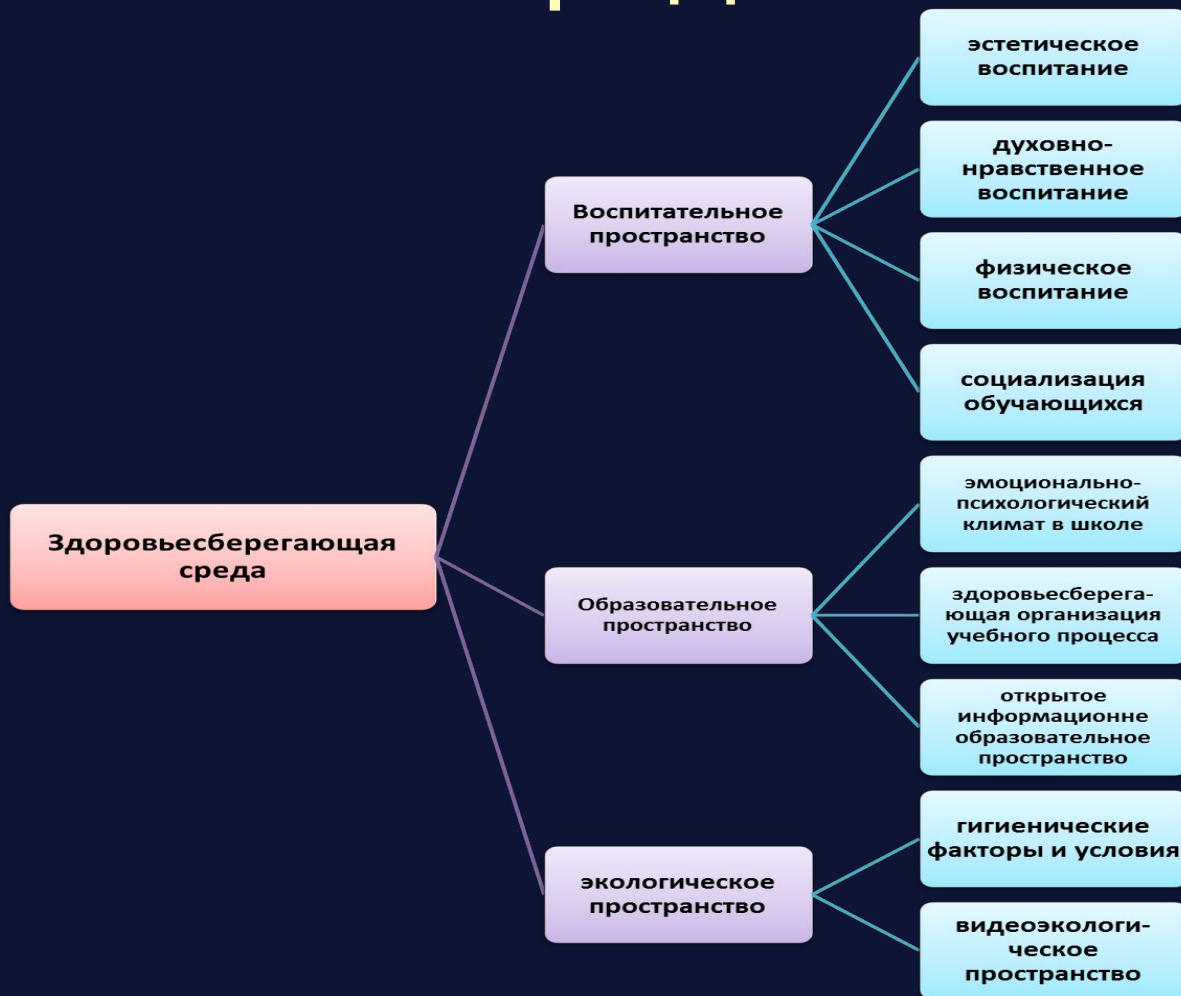 эстетическое
воспитание
духовно-
нравственное
воспитание
Воспитательное
пространство
физическое
воспитание
социализация
обучающихся
эмоционально-
психологический
климат в школе
Здоровьесберегающая
среда
Образовательное
пространство
здоровьесберега-
ющая организация
учебного процесса
открытое
информационне
образовательное
пространство
гигиенические
факторы и условия
экологическое
пространство
видеоэкологи-
ческое
пространство